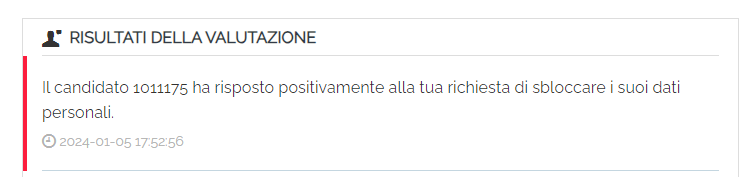 RISULTATI DELLA VALUTAZIONE
Il candidato 1011175 ha risposto positivamente alla tua richiesta di sbloccare i suoi dati
personali.
2024-01-05 17:52:56